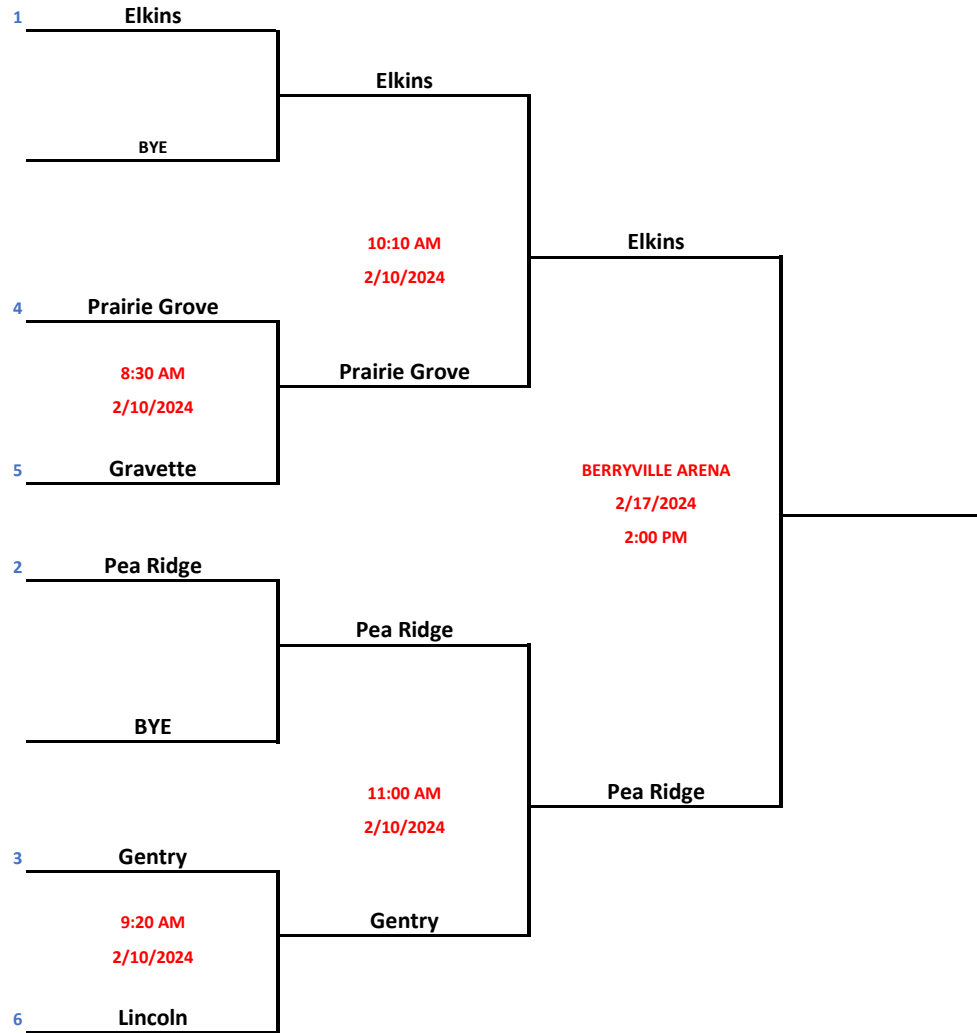 1 Elkins
Elkins
BYE
10:10 AM
2/10/2024
Elkins
4 Prairie Grove
8:30 AM
2/10/2024
Prairie Grove
5 Gravette
BERRYVILLE ARENA
2/17/2024
2:00 PM
2 Pea Ridge
Pea Ridge
BYE
11:00 AM
2/10/2024
Pea Ridge
3 Gentry
9:20 AM
2/10/2024
Gentry
6 Lincoln